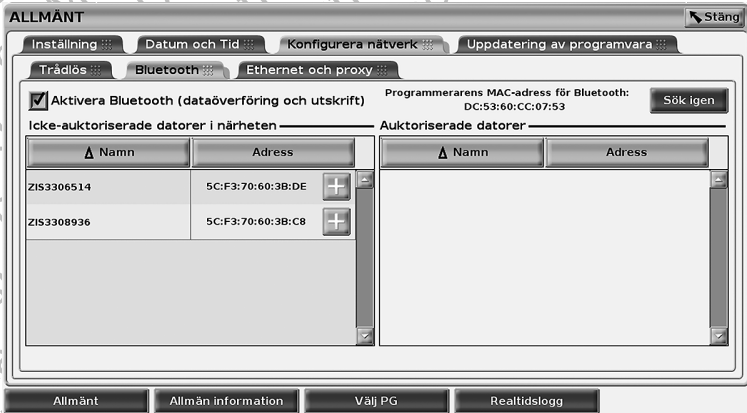 ALLMÄNT
Stäng
Inställning
Datum och Tid
Konfigurera nätverk
Uppdatering av programvara
Trådlös
Bluetooth
Ethernet och proxy
Aktivera Bluetooth (dataöverföring och utskrift)
Programmerarens MAC-adress för Bluetooth:
DC:53:60:CC:07:53
Sök igen
Icke-auktoriserade datorer i närheten
Auktoriserade datorer
Namn
Adress
Namn
Adress
ZIS3306514
5C:F3:70:60:3B:DE
ZIS3308936
5C:F3:70:60:3B:C8
Allmänt
Allmän information
Välj PG
Realtidslogg